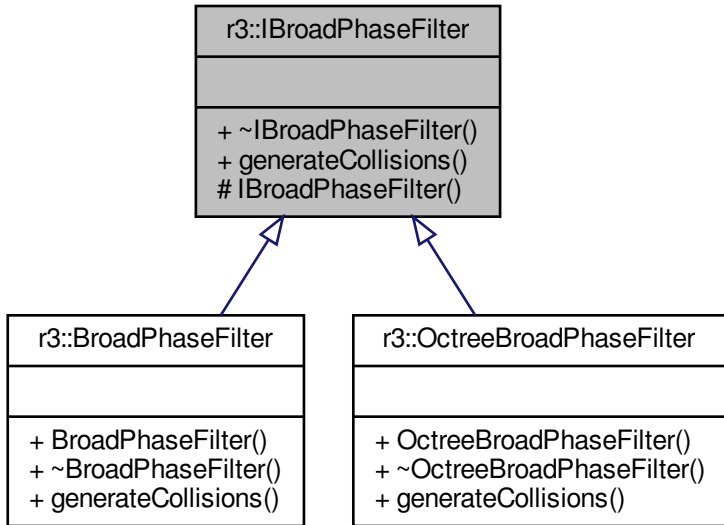 r3::IBroadPhaseFilter
+ ~IBroadPhaseFilter()
+ generateCollisions()
# IBroadPhaseFilter()
r3::BroadPhaseFilter
+ BroadPhaseFilter()
+ ~BroadPhaseFilter()
+ generateCollisions()
r3::OctreeBroadPhaseFilter
+ OctreeBroadPhaseFilter()
+ ~OctreeBroadPhaseFilter()
+ generateCollisions()